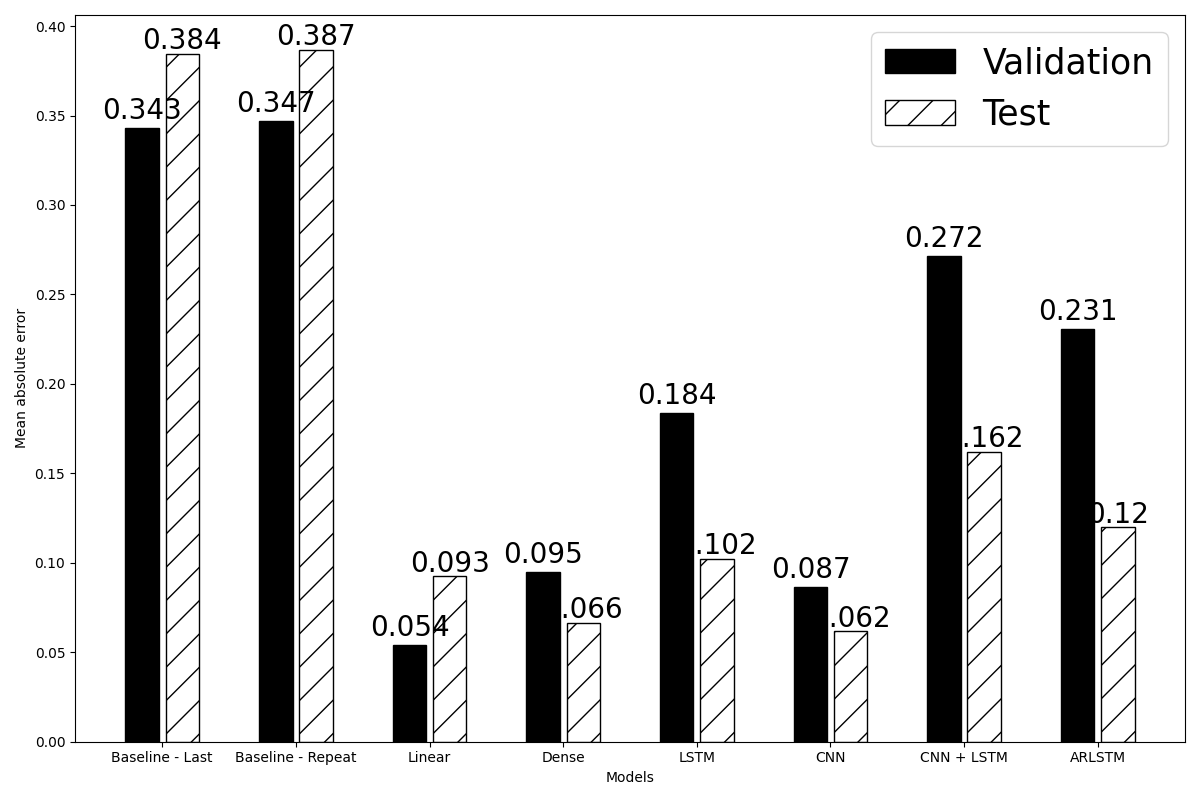 0.40
0.35
0.30
0.25
0.20
0.15
0.10
0.05
0.00
Mean absolute error
0.343
0.384
0.347
0.387
0.054
0.093
0.095
.066
0.184
.102
0.087
.062
0.272
.162
0.231
0.12
Validation
Test
Baseline - Last
Baseline - Repeat
Linear
Dense
LSTM
CNN
CNN + LSTM
ARLSTM
Models